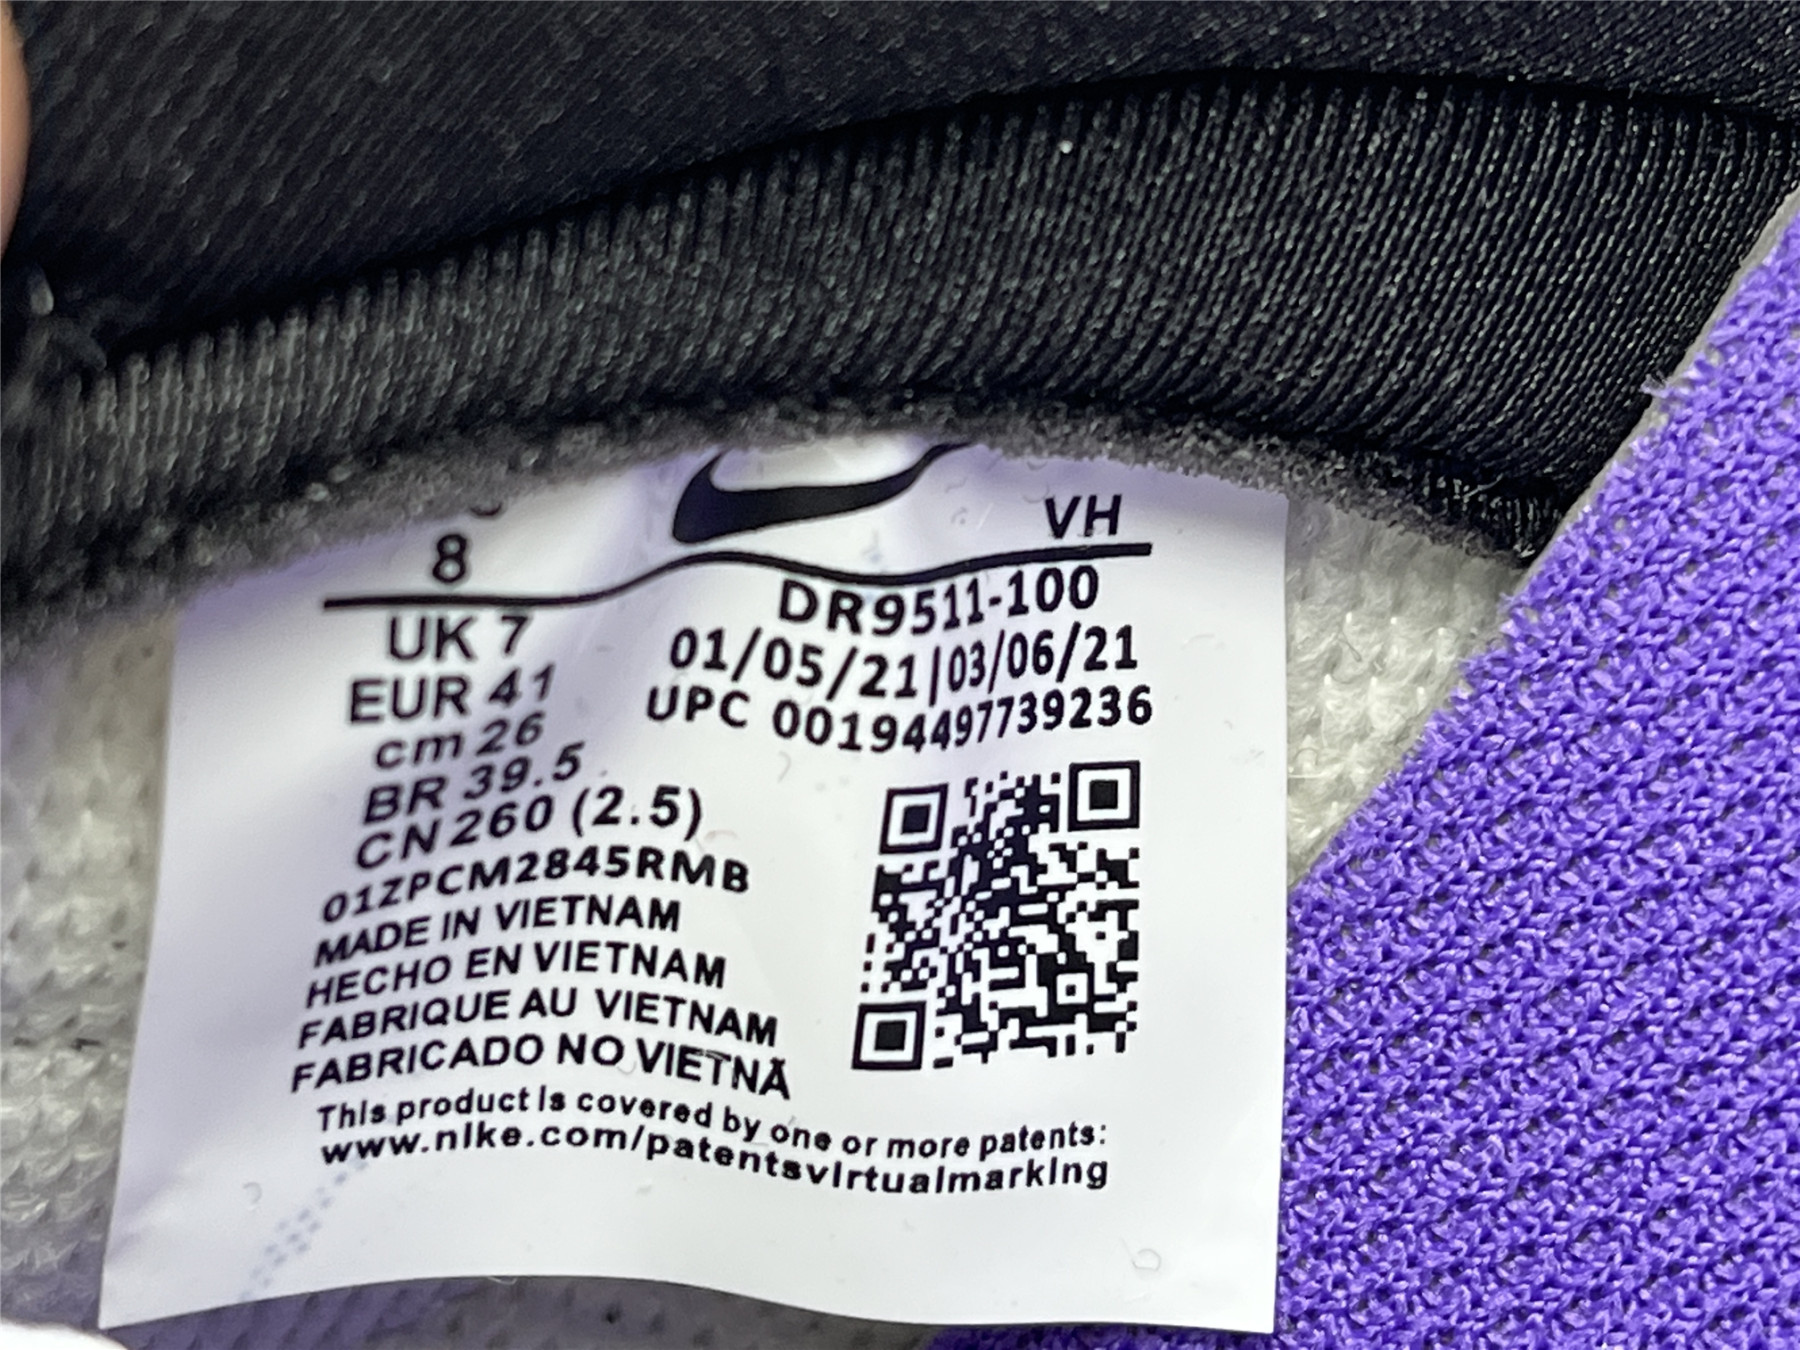 VH
8
DR9511-100
UK 7
01/05/21|03/06/21
EUR 41
UPC 00194497739236
cm 26
BR 39.5
CN 260 (2.5)
01ZPCM2845RMB
MADE IN VIETNAM
HECHO EN VIETNAM
FABRIQUE AU VIETNAM
FABRICADO NO VIETNÃ
This product is covered by one or more patents:
www.nike.com/patentsvirtualmarking